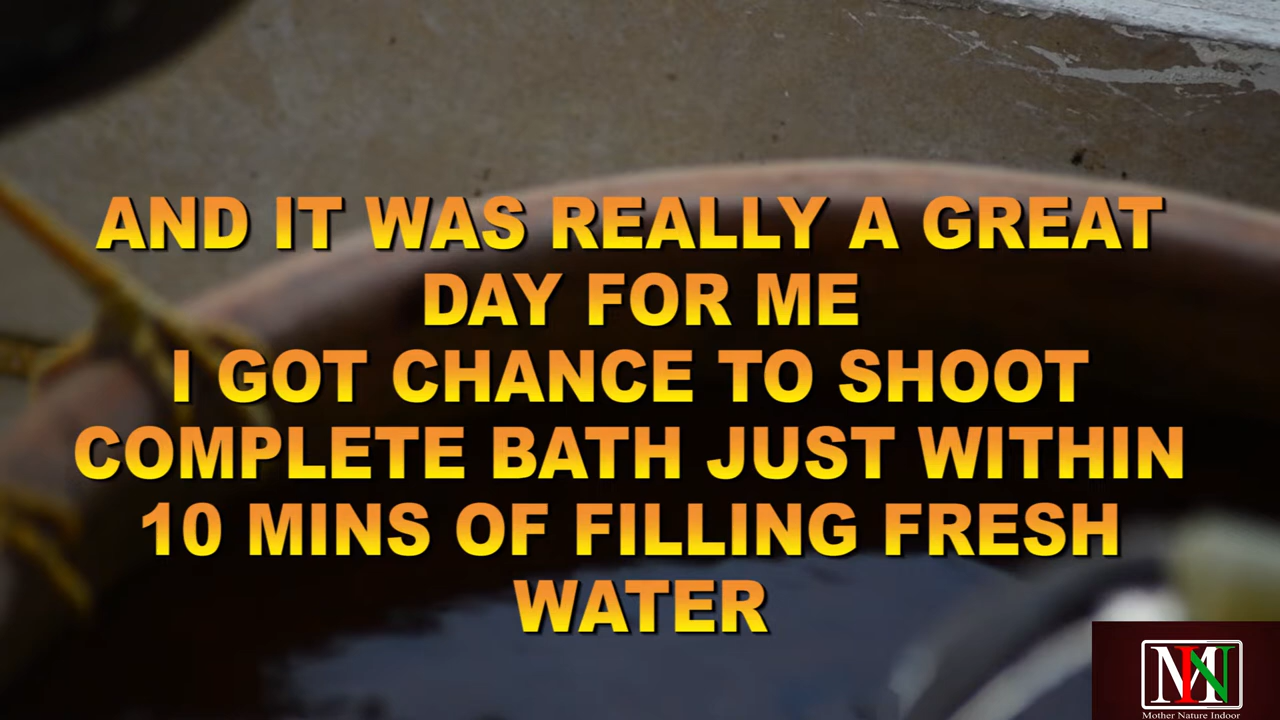 AND IT WAS REALLY A GREAT
DAY FOR ME
I GOT CHANCE TO SHOOT
COMPLETE BATH JUST WITHIN
10 MINS OF FILLING FRESH
WATER
MIN
Mother Nature Indoor